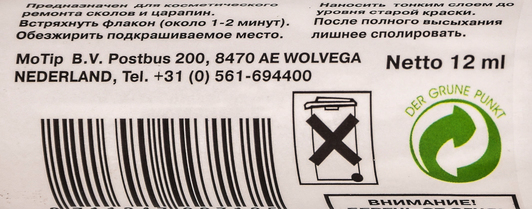 Предназначен для косметического
ремонта сколов и царапин.
Встряхнуть флакон (около 1-2 минут).
Обезжирить подкрашиваемое место.
Наносить тонким слоем до
уровня старой краски.
После полного высыхания
лишнее сполировать.
MoTip B.V. Postbus 200, 8470 AE WOLVEGA
NEDERLAND, Tel. +31 (0) 561-694400
Netto 12 ml
DER GRÜNE PUNKT
ВНИМАНИЕ!